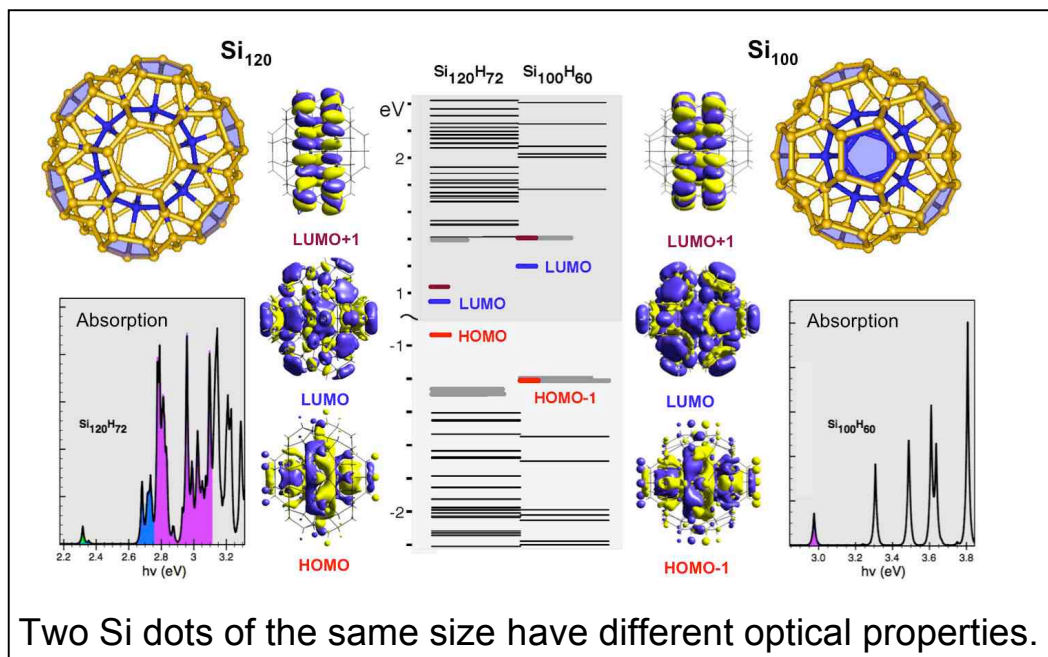 Si120
Si100
Si120H72 Si100H60
eV
2
1
-1
-2
LUMO+1
LUMO
HOMO
LUMO
LUMO
HOMO
HOMO-1
LUMO+1
LUMO
HOMO-1
Absorption
Si120H72
2.2 2.4 2.6 2.8 3 3.2
hν (eV)
Absorption
Si100H60
3.0 3.2 3.4 3.6 3.8
hν (eV)
Two Si dots of the same size have different optical properties.